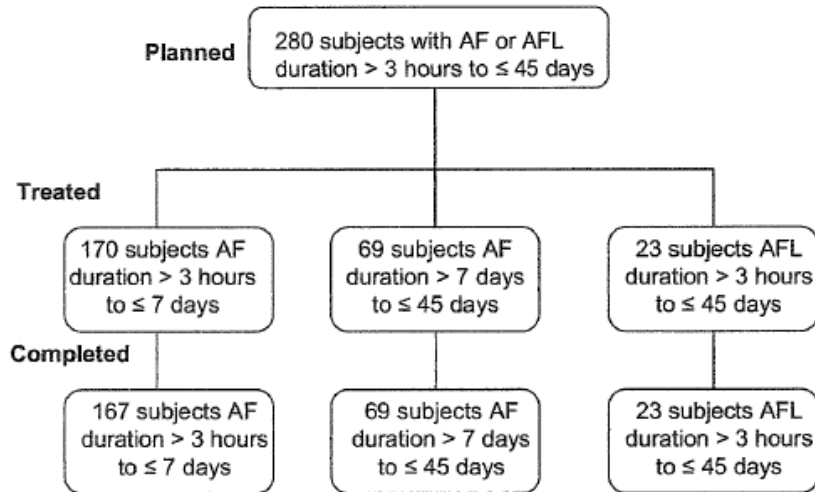 Planned
280 subjects with AF or AFL
duration > 3 hours to ≤ 45 days
Treated
170 subjects AF
duration > 3 hours
to ≤ 7 days
69 subjects AF
duration > 7 days
to ≤ 45 days
23 subjects AFL
duration > 3 hours
to ≤ 45 days
Completed
167 subjects AF
duration > 3 hours
to ≤ 7 days
69 subjects AF
duration > 7 days
to ≤ 45 days
23 subjects AFL
duration > 3 hours
to ≤ 45 days